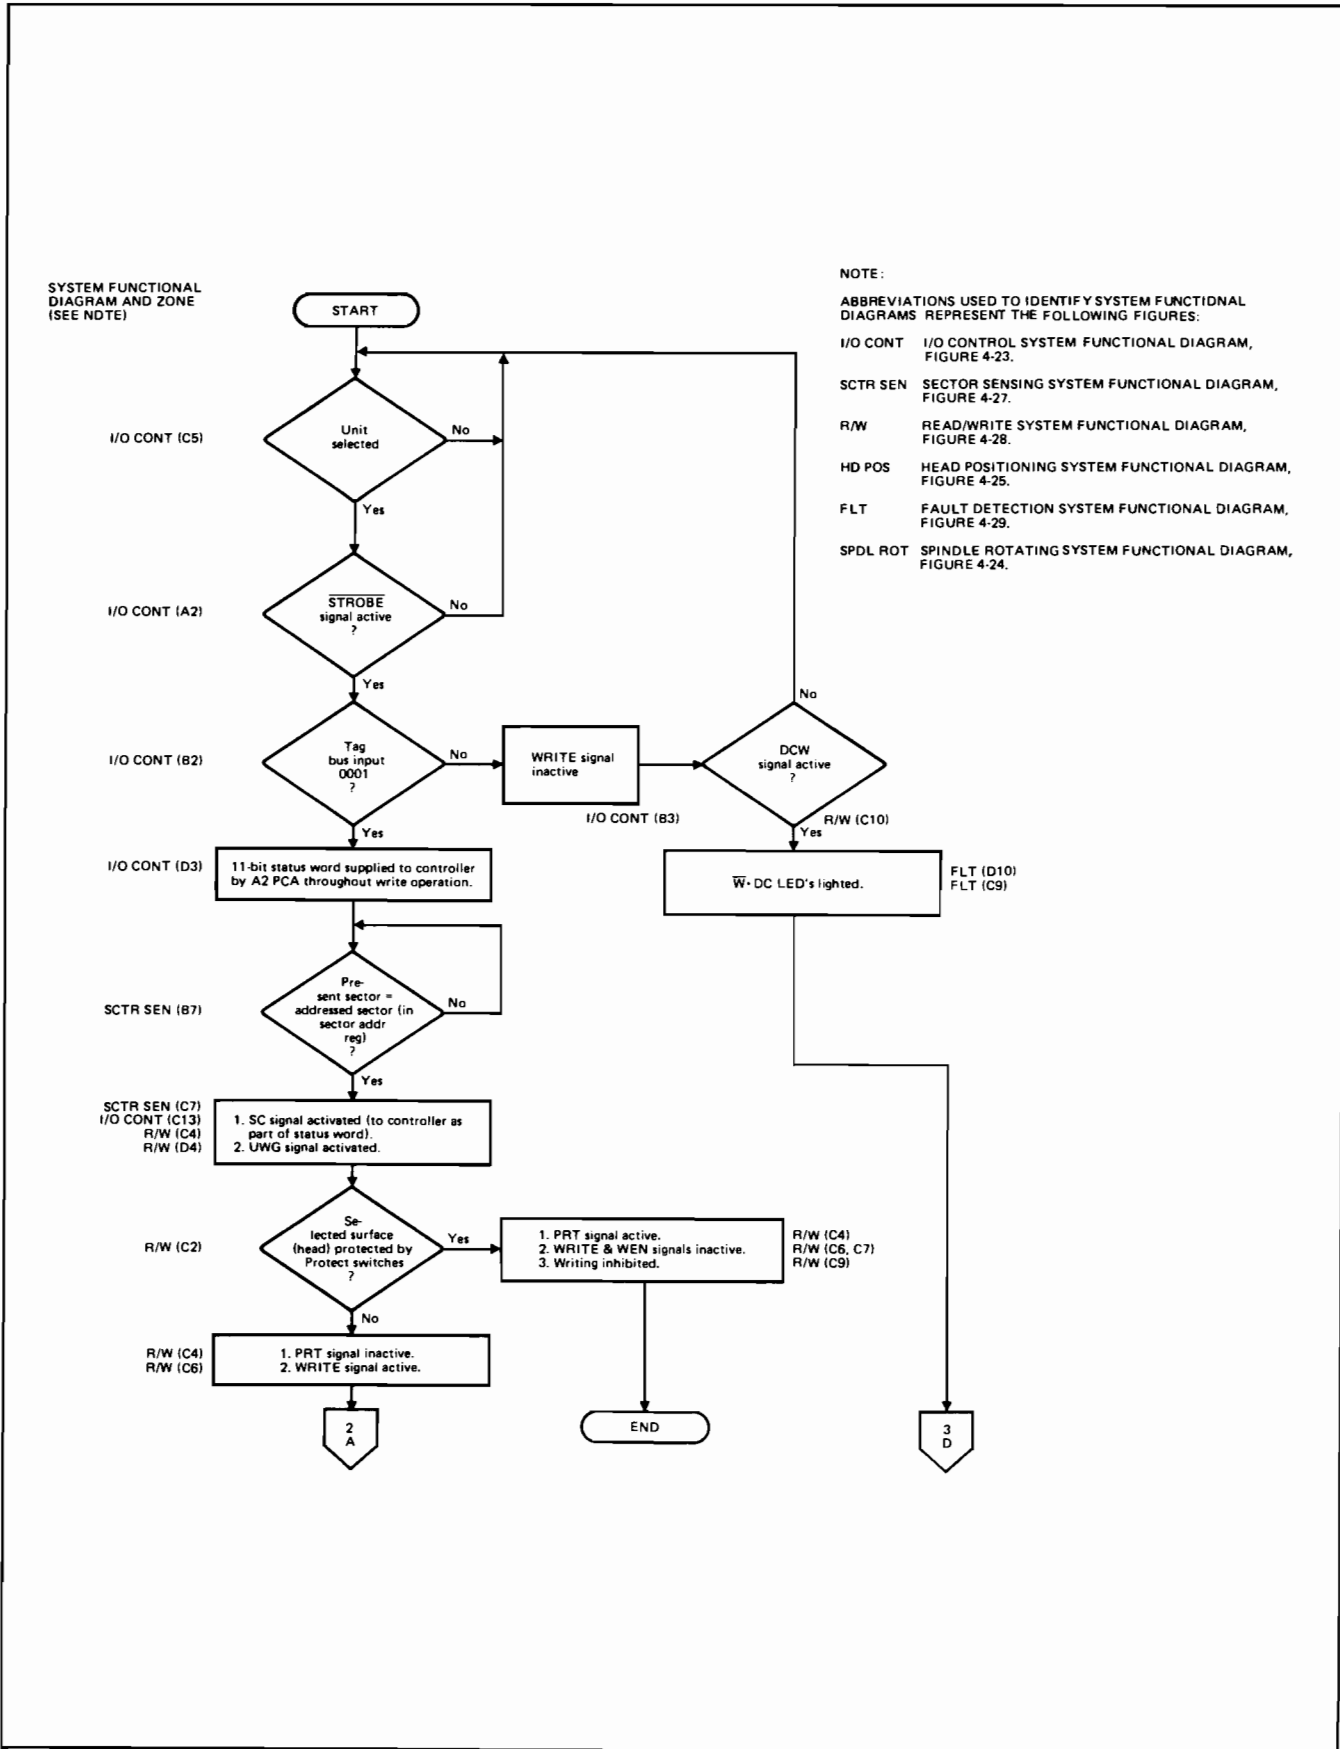 SYSTEM FUNCTIONAL
DIAGRAM AND ZONE
(SEE NOTE)
START
NOTE:
ABBREVIATIONS USED TO IDENTIFY SYSTEM FUNCTIONAL
DIAGRAMS REPRESENT THE FOLLOWING FIGURES:
I/O CONT I/O CONTROL SYSTEM FUNCTIONAL DIAGRAM,
FIGURE 4-23.
SCTR SEN SECTOR SENSING SYSTEM FUNCTIONAL DIAGRAM,
FIGURE 4-27.
R/W READ/WRITE SYSTEM FUNCTIONAL DIAGRAM,
FIGURE 4-28.
HD POS HEAD POSITIONING SYSTEM FUNCTIONAL DIAGRAM,
FIGURE 4-25.
FLT FAULT DETECTION SYSTEM FUNCTIONAL DIAGRAM,
FIGURE 4-29.
SPDL ROT SPINDLE ROTATING SYSTEM FUNCTIONAL DIAGRAM,
FIGURE 4-24.
I/O CONT (C5)
Unit
selected
No
Yes
I/O CONT (A2)
STROBE
signal active
?
No
Yes
I/O CONT (B2)
Tag
bus input
0001
?
No
Yes
WRITE signal
inactive
I/O CONT (B3)
No
DCW
signal active
?
R/W (C10)
Yes
I/O CONT (D3)
11-bit status word supplied to controller
by A2 PCA throughout write operation.
W̅• DC LED's lighted.
FLT (D10)
FLT (C9)
SCTR SEN (B7)
Pre-
sent sector =
addressed sector (in
sector addr
reg)
?
No
Yes
SCTR SEN (C7)
I/O CONT (C13)
R/W (C4)
R/W (D4)
1. SC signal activated (to controller as
part of status word).
2. UWG signal activated.
R/W (C2)
Se-
lected surface
(head) protected by
Protect switches
?
Yes
No
1. PRT signal active.
2. WRITE & WEN signals inactive.
3. Writing inhibited.
R/W (C4)
R/W (C6, C7)
R/W (C9)
R/W (C4)
R/W (C6)
1. PRT signal inactive.
2. WRITE signal active.
2
A
END
3
D